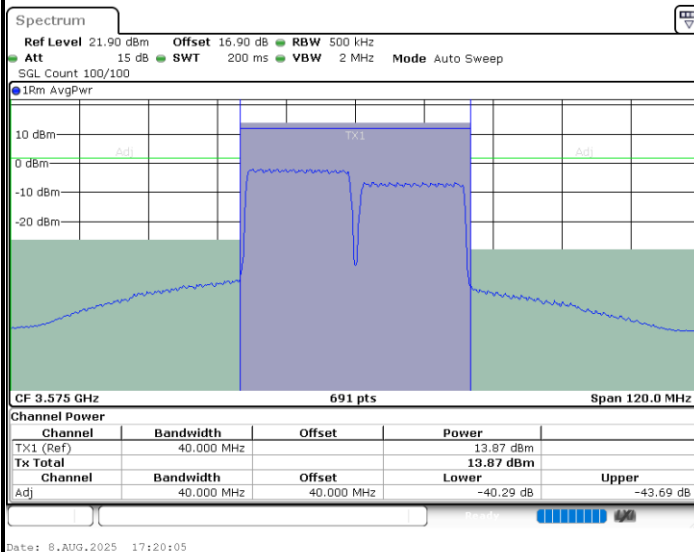 Spectrum
Ref Level 21.90 dBm Offset 16.90 dB RBW 500 kHz
Att 15 dB SWT 200 ms VBW 2 MHz Mode Auto Sweep
SGL Count 100/100
1Rm AvgPwr
10 dBm
TX1
Adj Adj
0 dBm
-10 dBm
-20 dBm
CF 3.575 GHz 691 pts Span 120.0 MHz
Channel Power
Channel Bandwidth Offset Power
TX1 (Ref) 40.000 MHz 13.87 dBm
Tx Total 13.87 dBm
Channel Bandwidth Offset Lower Upper
Adj 40.000 MHz 40.000 MHz -40.29 dB -43.69 dB
Ready
Date: 8.AUG.2025 17:20:05